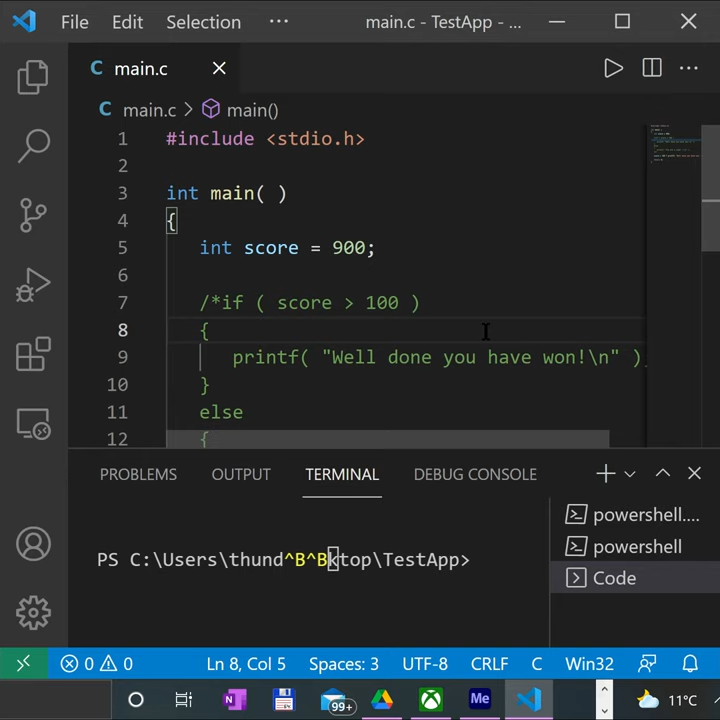 File Edit Selection ··· main.c - TestApp - ...
C main.c
C main.c > main()
1 #include <stdio.h>
2
3 int main( )
4 {
5 int score = 900;
6
7 /*if ( score > 100 )
8 {
9 printf( "Well done you have won!\n" )
10 }
11 else
12 {
PROBLEMS OUTPUT TERMINAL DEBUG CONSOLE
powershell....
PS C:\Users\thund^B^Bktop\TestApp>
powershell
Code
0 0 Ln 8, Col 5 Spaces: 3 UTF-8 CRLF C Win32
N 99+ Me 11°C